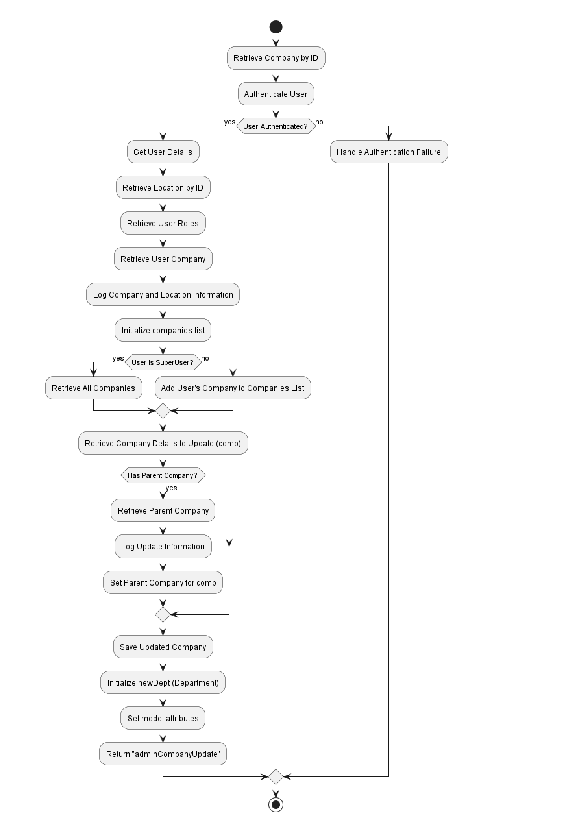 Retrieve Company by ID
Authenticate User
yes
User Authenticated?
no
Get User Details
Handle Authentication Failure
Retrieve Location by ID
Retrieve User Roles
Retrieve User Company
Log Company and Location Information
Initialize companies list
yes
User is SuperUser?
no
Retrieve All Companies
Add User's Company to Companies List
Retrieve Company Details to Update (comp)
Has Parent Company?
yes
Retrieve Parent Company
Log Update Information
Set Parent Company for comp
Save Updated Company
Initialize newDept (Department)
Set model attributes
Return "adminCompanyUpdate"